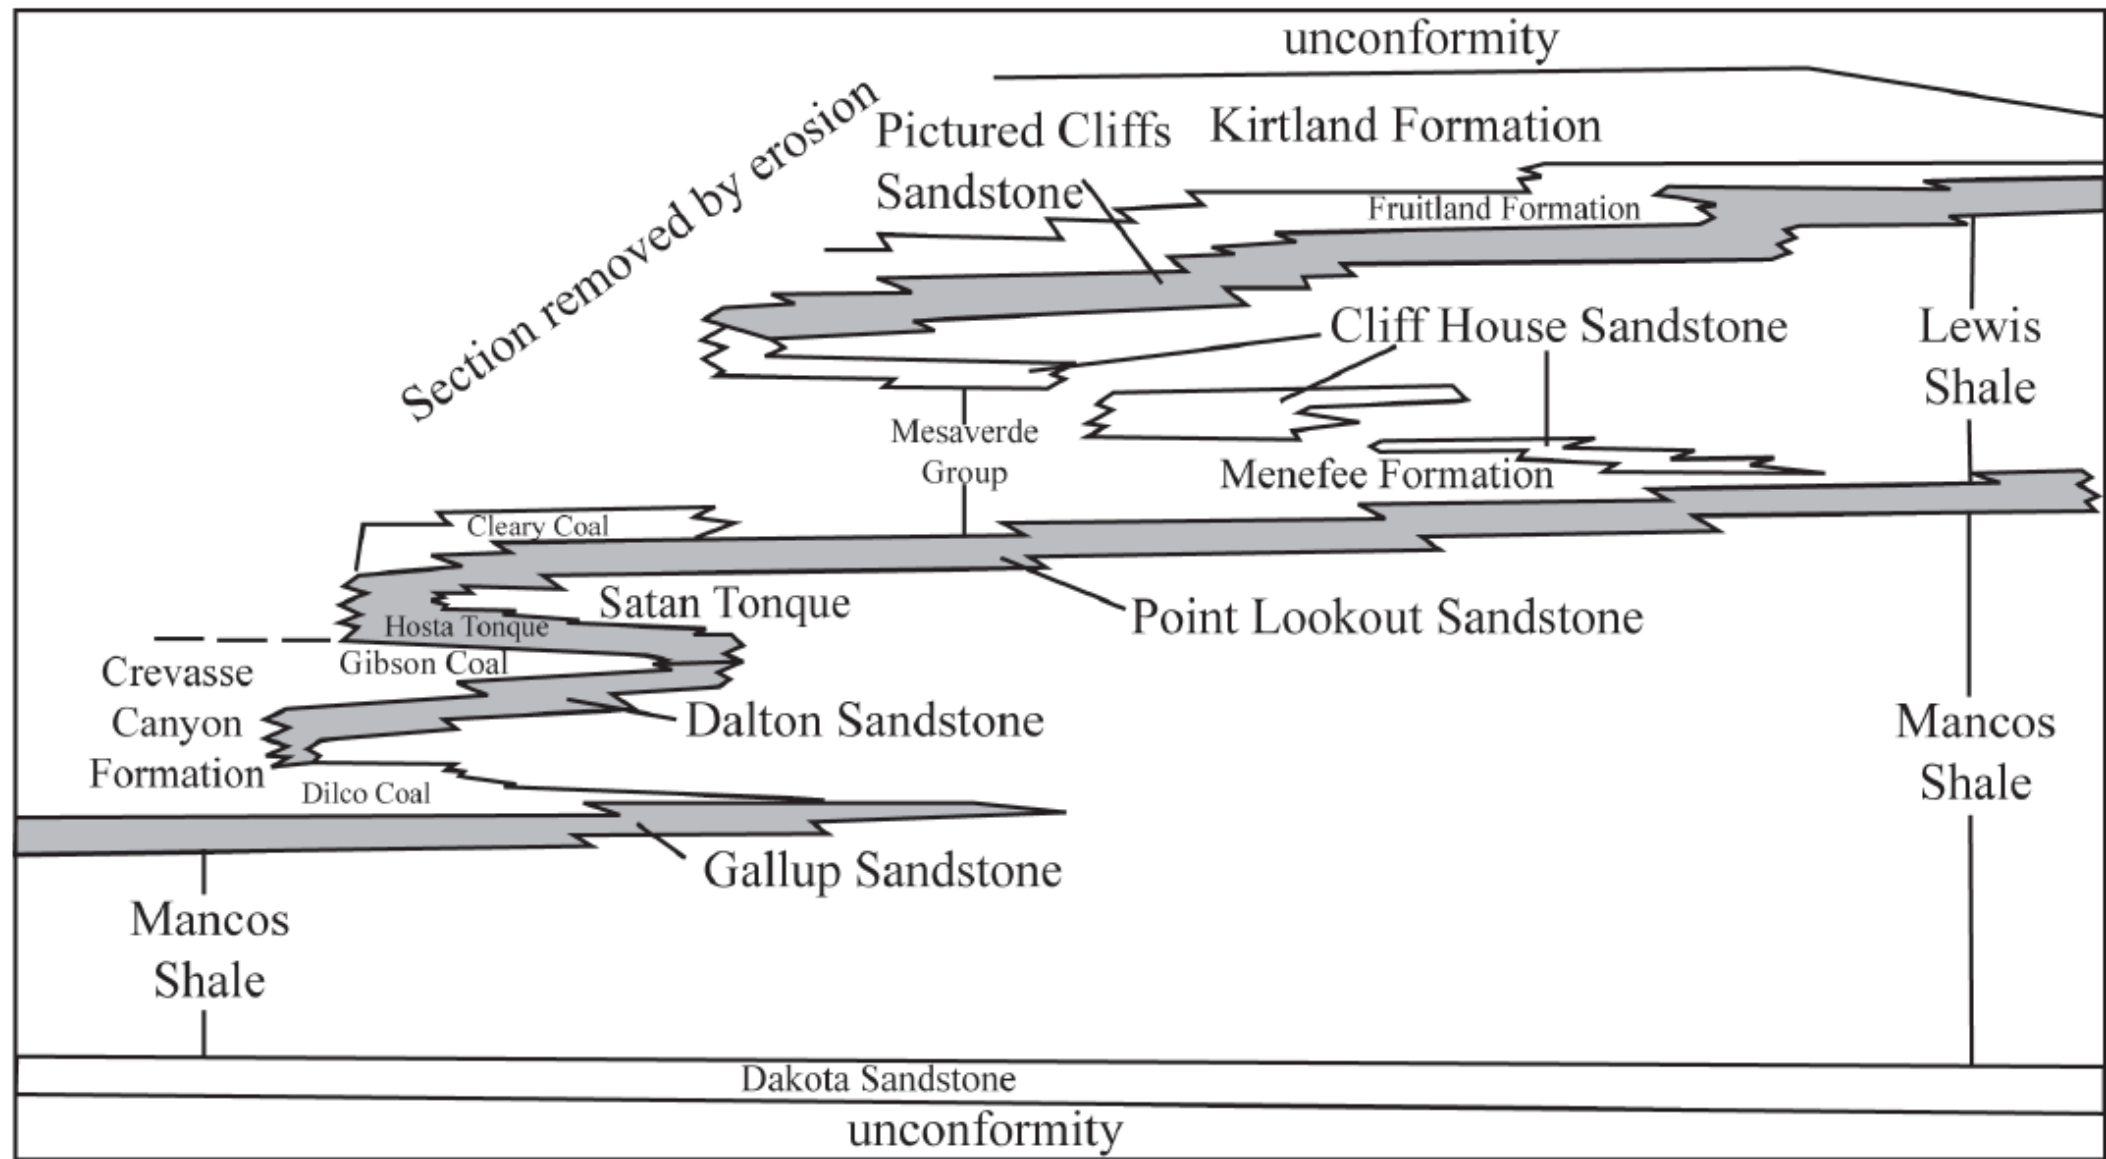 unconformity
Section removed by erosion
Pictured Cliffs
Sandstone
Kirtland Formation
Fruitland Formation
Cliff House Sandstone
Lewis
Shale
Mesaverde
Group
Menefee Formation
Cleary Coal
Satan Tonque
Hosta Tonque
Point Lookout Sandstone
Gibson Coal
Crevasse
Canyon
Formation
Dalton Sandstone
Mancos
Shale
Dilco Coal
Gallup Sandstone
Mancos
Shale
Dakota Sandstone
unconformity